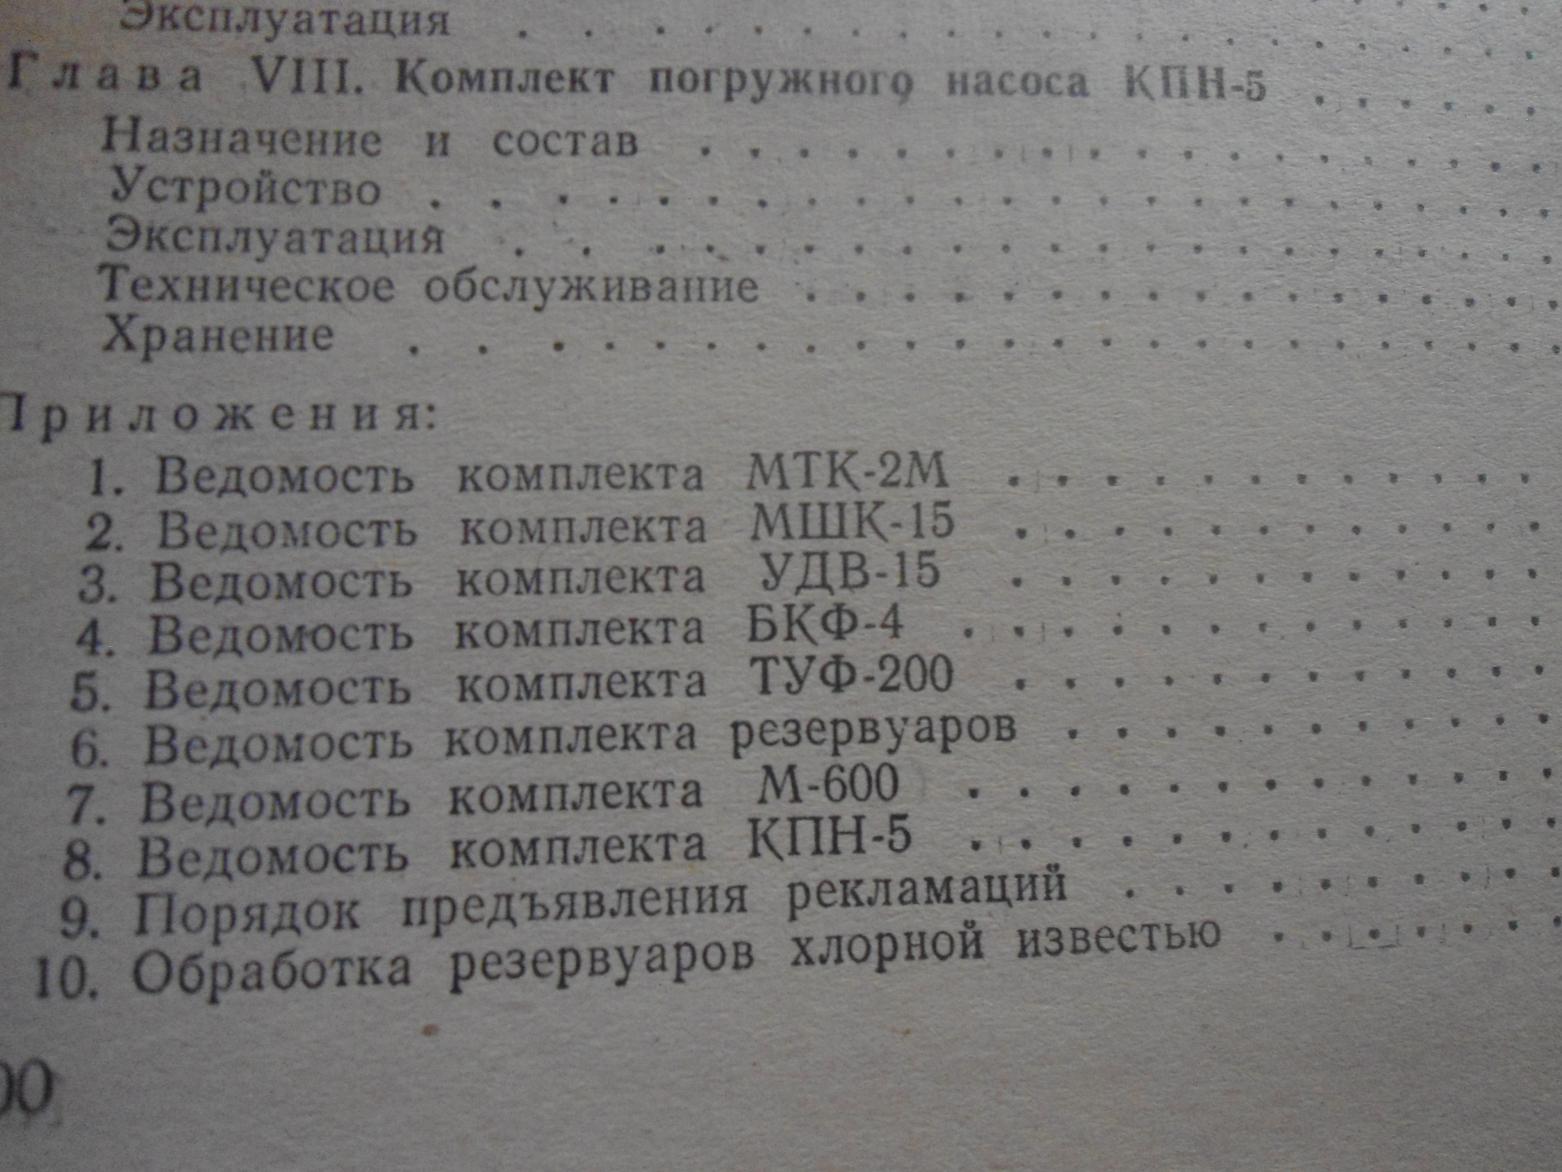 Эксплуатация . . . . . . . . . . . . . . . . . .
Глава VIII. Комплект погружного насоса КПН-5 . . . . . .
Назначение и состав . . . . . . . . . . . . . . . . . .
Устройство . . . . . . . . . . . . . . . . . . . . . .
Эксплуатация . . . . . . . . . . . . . . . . . . . .
Техническое обслуживание . . . . . . . . . . . . . . . .
Хранение . . . . . . . . . . . . . . . . . . . . . .
Приложения:
1. Ведомость комплекта МТК-2М . . . . . . . . . . . .
2. Ведомость комплекта МШК-15 . . . . . . . . . . . .
3. Ведомость комплекта УДВ-15 . . . . . . . . . . . .
4. Ведомость комплекта БКФ-4 . . . . . . . . . . . . .
5. Ведомость комплекта ТУФ-200 . . . . . . . . . . . .
6. Ведомость комплекта резервуаров . . . . . . . . . . .
7. Ведомость комплекта М-600 . . . . . . . . . . . . .
8. Ведомость комплекта КПН-5 . . . . . . . . . . . . .
9. Порядок предъявления рекламаций . . . . . . . . . .
10. Обработка резервуаров хлорной известью . . . . . . .
00